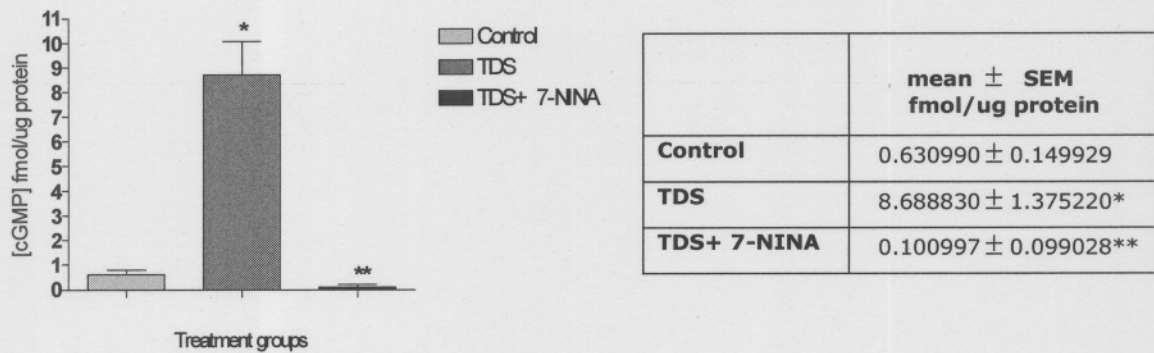 [cGMP] fmol/ug protein
11
10
9
8
7
6
5
4
3
2
1
0
*
**
Treatment groups
Control
TDS
TDS+ 7-NINA
mean ± SEM
fmol/ug protein
Control 0.630990 ± 0.149929
TDS 8.688830 ± 1.375220*
TDS+ 7-NINA 0.100997 ± 0.099028**